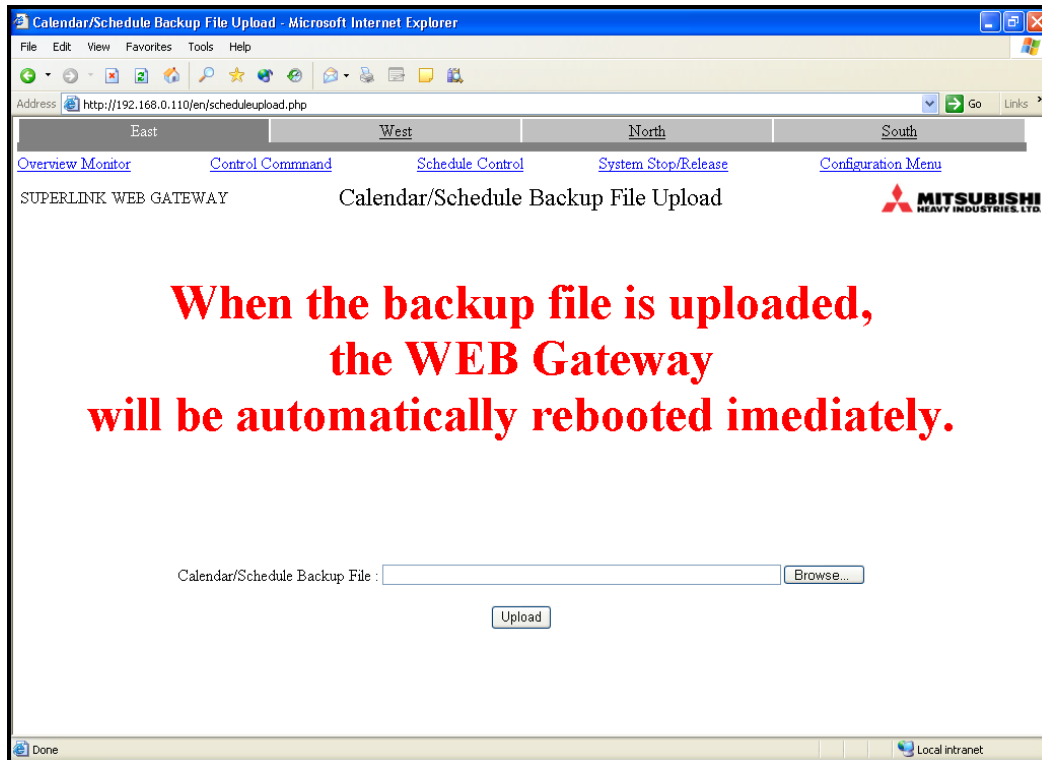 Calendar/Schedule Backup File Upload - Microsoft Internet Explorer
File Edit View Favorites Tools Help
Address http://192.168.0.110/en/scheduleupload.php Go Links
East West North South
Overview Monitor Control Commnand Schedule Control System Stop/Release Configuration Menu
SUPERLINK WEB GATEWAY Calendar/Schedule Backup File Upload MITSUBISHI
HEAVY INDUSTRIES, LTD.
When the backup file is uploaded,
the WEB Gateway
will be automatically rebooted imediately.
Calendar/Schedule Backup File : Browse...
Upload
Done Local intranet